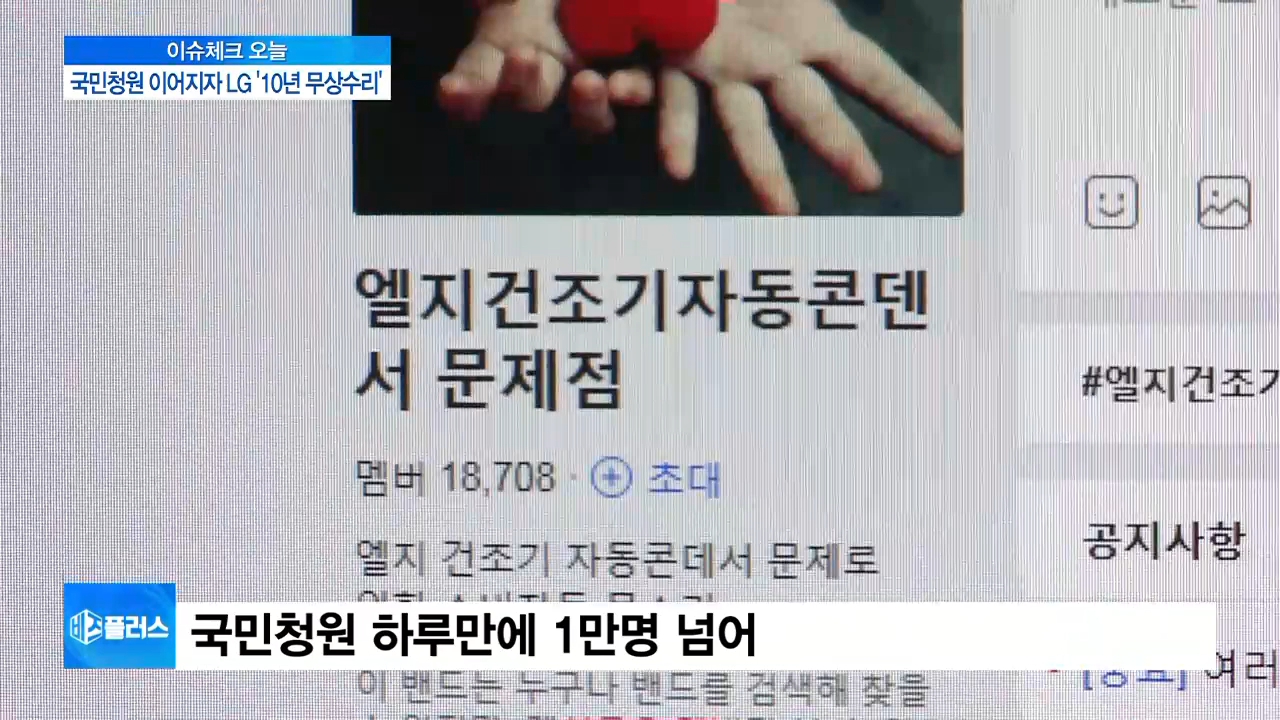 이슈체크 오늘
국민청원 이어지자 LG '10년 무상수리'
엘지건조기자동콘덴
서 문제점
멤버 18,708 · 초대
엘지 건조기 자동콘데서 문제로
#엘지건조기
공지사항
비즈플러스
국민청원 하루만에 1만명 넘어
[중요] 여러
이 밴드는 누구나 밴드를 검색해 찾을